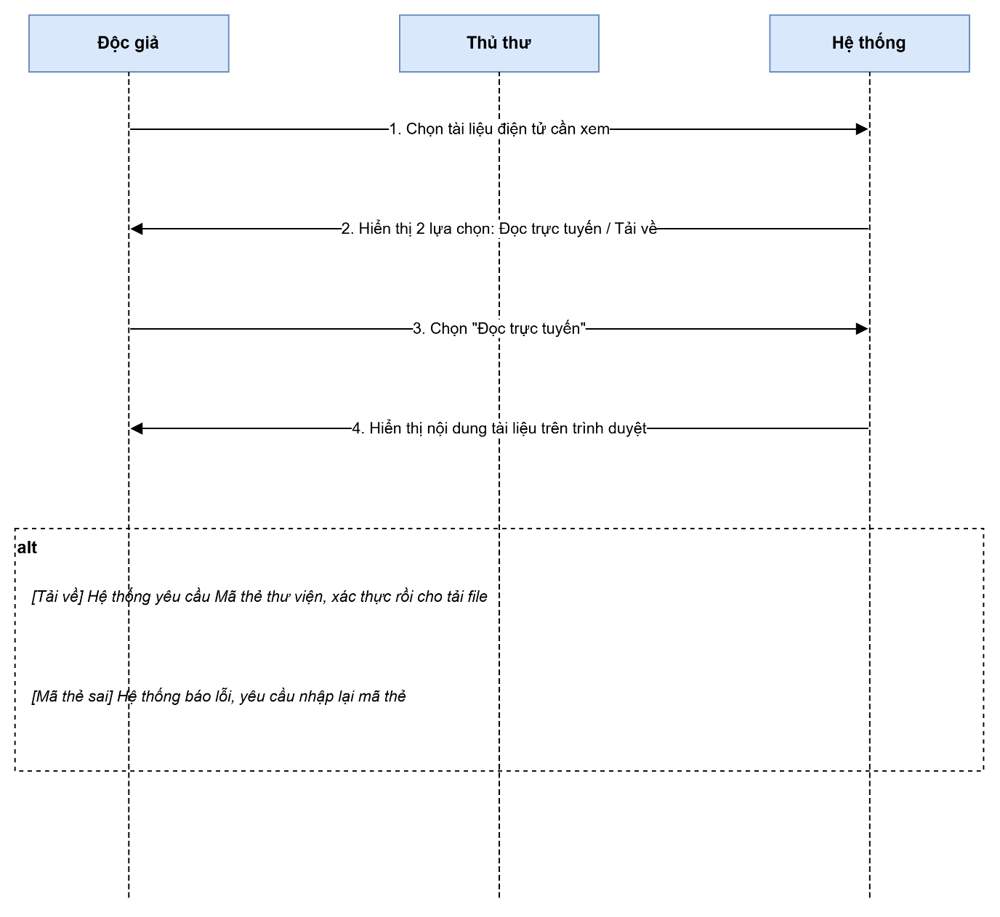 Độc giả
Thủ thư
Hệ thống
1. Chọn tài liệu điện tử cần xem
2. Hiển thị 2 lựa chọn: Đọc trực tuyến / Tải về
3. Chọn "Đọc trực tuyến"
4. Hiển thị nội dung tài liệu trên trình duyệt
alt
[Tải về] Hệ thống yêu cầu Mã thẻ thư viện, xác thực rồi cho tải file
[Mã thẻ sai] Hệ thống báo lỗi, yêu cầu nhập lại mã thẻ